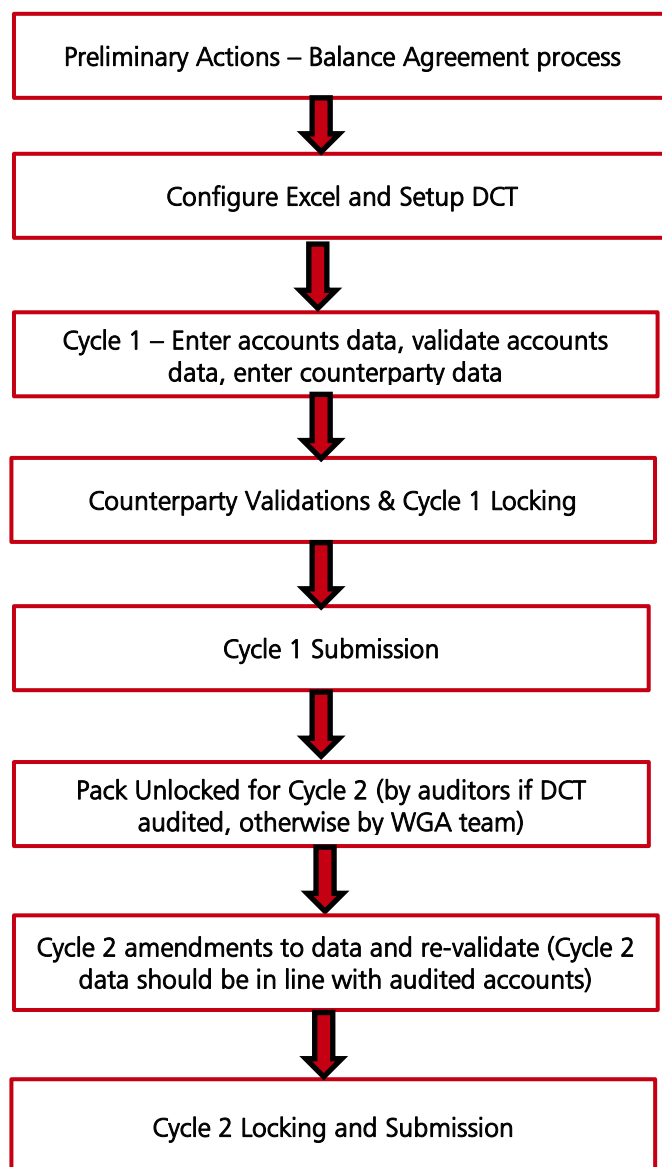 Preliminary Actions – Balance Agreement process
Configure Excel and Setup DCT
Cycle 1 – Enter accounts data, validate accounts
data, enter counterparty data
Counterparty Validations & Cycle 1 Locking
Cycle 1 Submission
Pack Unlocked for Cycle 2 (by auditors if DCT
audited, otherwise by WGA team)
Cycle 2 amendments to data and re-validate (Cycle 2
data should be in line with audited accounts)
Cycle 2 Locking and Submission